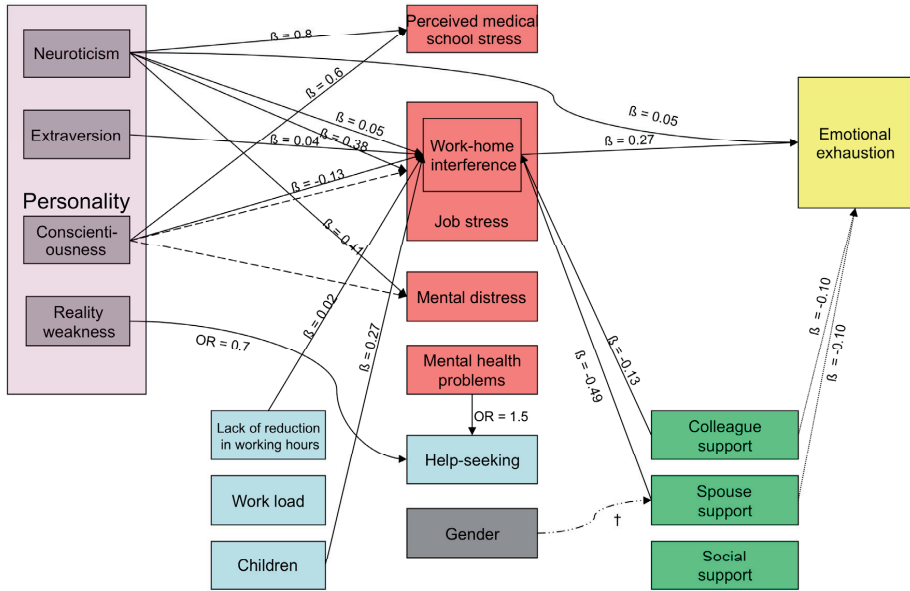 Neuroticism
Extraversion
Personality
Conscienti-
ousness
Reality
weakness
Perceived medical
school stress
Work-home
interference
Job stress
Mental distress
Mental health
problems
Help-seeking
Gender
Lack of reduction
in working hours
Work load
Children
Emotional
exhaustion
Colleague
support
Spouse
support
Social
support
ß = 0.8
ß = 0.6
ß = 0.05
ß = 0.38
ß = 0.04
ß = -0.13
ß = 0.41
ß = 0.02
ß = 0.27
OR = 0.7
OR = 1.5
ß = 0.05
ß = 0.27
ß = -0.13
ß = -0.49
ß = -0.10
ß = -0.10
†